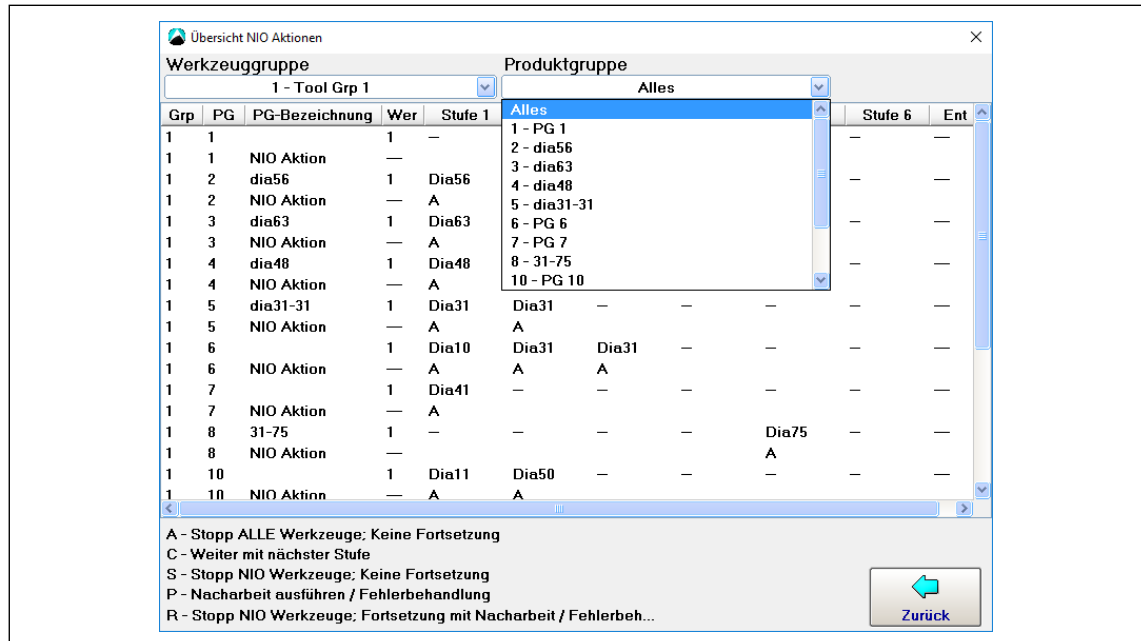 Übersicht NIO Aktionen
Werkzeuggruppe Produktgruppe
1 - Tool Grp 1 Alles
Grp PG PG-Bezeichnung Wer Stufe 1 Stufe 6 Ent
Alles
1 - PG 1
2 - dia56
3 - dia63
4 - dia48
5 - dia31-31
6 - PG 6
7 - PG 7
8 - 31-75
10 - PG 10
1 1 1 – – —
1 1 NIO Aktion —
1 2 dia56 1 Dia56 – —
1 2 NIO Aktion — A
1 3 dia63 1 Dia63 – —
1 3 NIO Aktion — A
1 4 dia48 1 Dia48 – —
1 4 NIO Aktion — A
1 5 dia31-31 1 Dia31 Dia31 – – – – —
1 5 NIO Aktion — A A
1 6 1 Dia10 Dia31 Dia31 – – – —
1 6 NIO Aktion — A A A
1 7 1 Dia41 – – – – – —
1 7 NIO Aktion — A
1 8 31-75 1 – – – – Dia75 – —
1 8 NIO Aktion — A
1 10 1 Dia11 Dia50 – – – – —
1 10 NIO Aktion — A A
A - Stopp ALLE Werkzeuge; Keine Fortsetzung
C - Weiter mit nächster Stufe
S - Stopp NIO Werkzeuge; Keine Fortsetzung
P - Nacharbeit ausführen / Fehlerbehandlung
R - Stopp NIO Werkzeuge; Fortsetzung mit Nacharbeit / Fehlerbeh...
Zurück